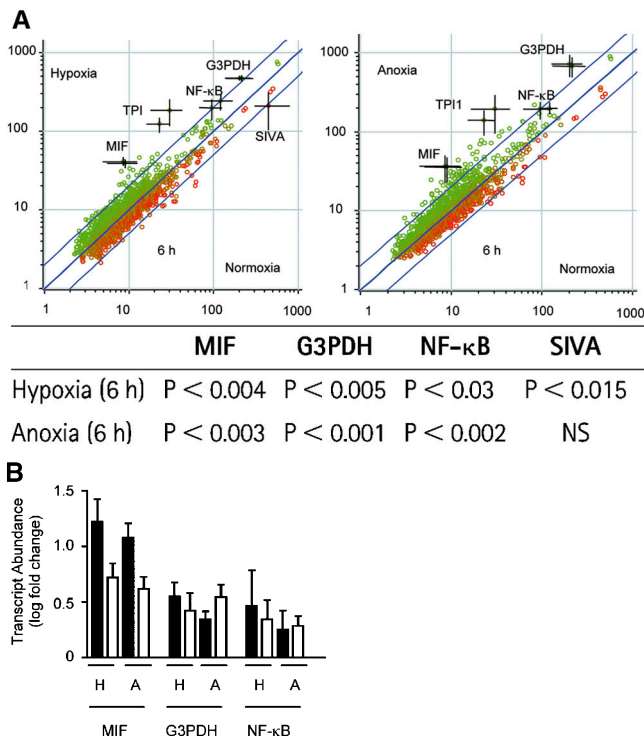 A
1000
Hypoxia
G3PDH
TPI
NF-κB
100
SIVA
MIF
10
6 h
Normoxia
1
1
10
100
1000
1000
Anoxia
G3PDH
TPI1
NF-κB
100
MIF
10
6 h
Normoxia
1
1
10
100
1000
MIF G3PDH NF-κB SIVA
Hypoxia (6 h) P < 0.004 P < 0.005 P < 0.03 P < 0.015
Anoxia (6 h) P < 0.003 P < 0.001 P < 0.002 NS
B
Transcript Abundance
(log fold change)
1.5
1.0
0.5
0
H A H A H A
MIF G3PDH NF-κB